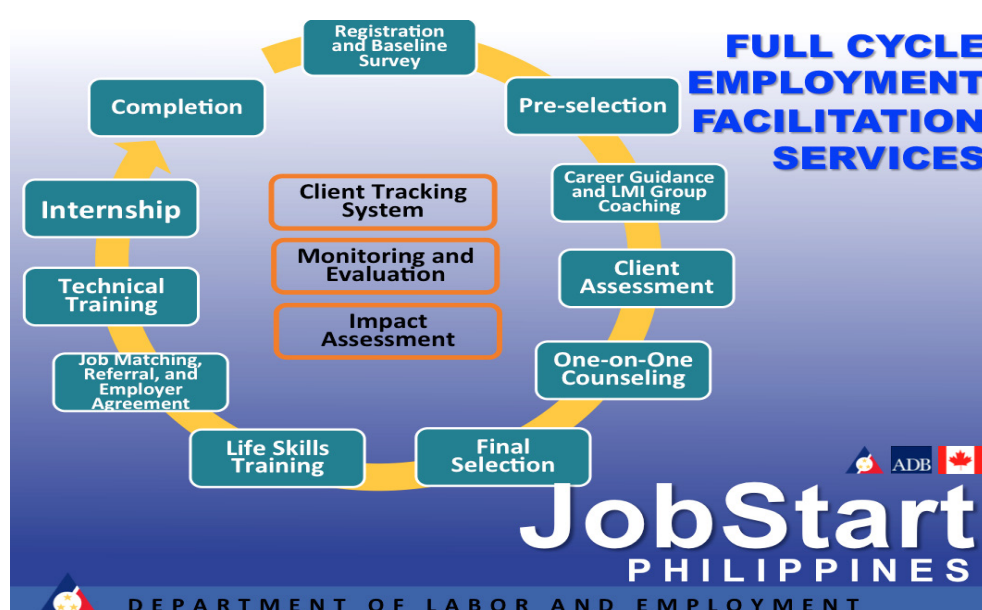 FULL CYCLE
EMPLOYMENT
FACILITATION
SERVICES
Registration
and Baseline
Survey
Pre-selection
Career Guidance
and LMI Group
Coaching
Client
Assessment
One-on-One
Counseling
Final
Selection
Life Skills
Training
Job Matching,
Referral, and
Employer
Agreement
Technical
Training
Internship
Completion
Client Tracking
System
Monitoring and
Evaluation
Impact
Assessment
ADB
JobStart
PHILIPPINES
DEPARTMENT OF LABOR AND EMPLOYMENT